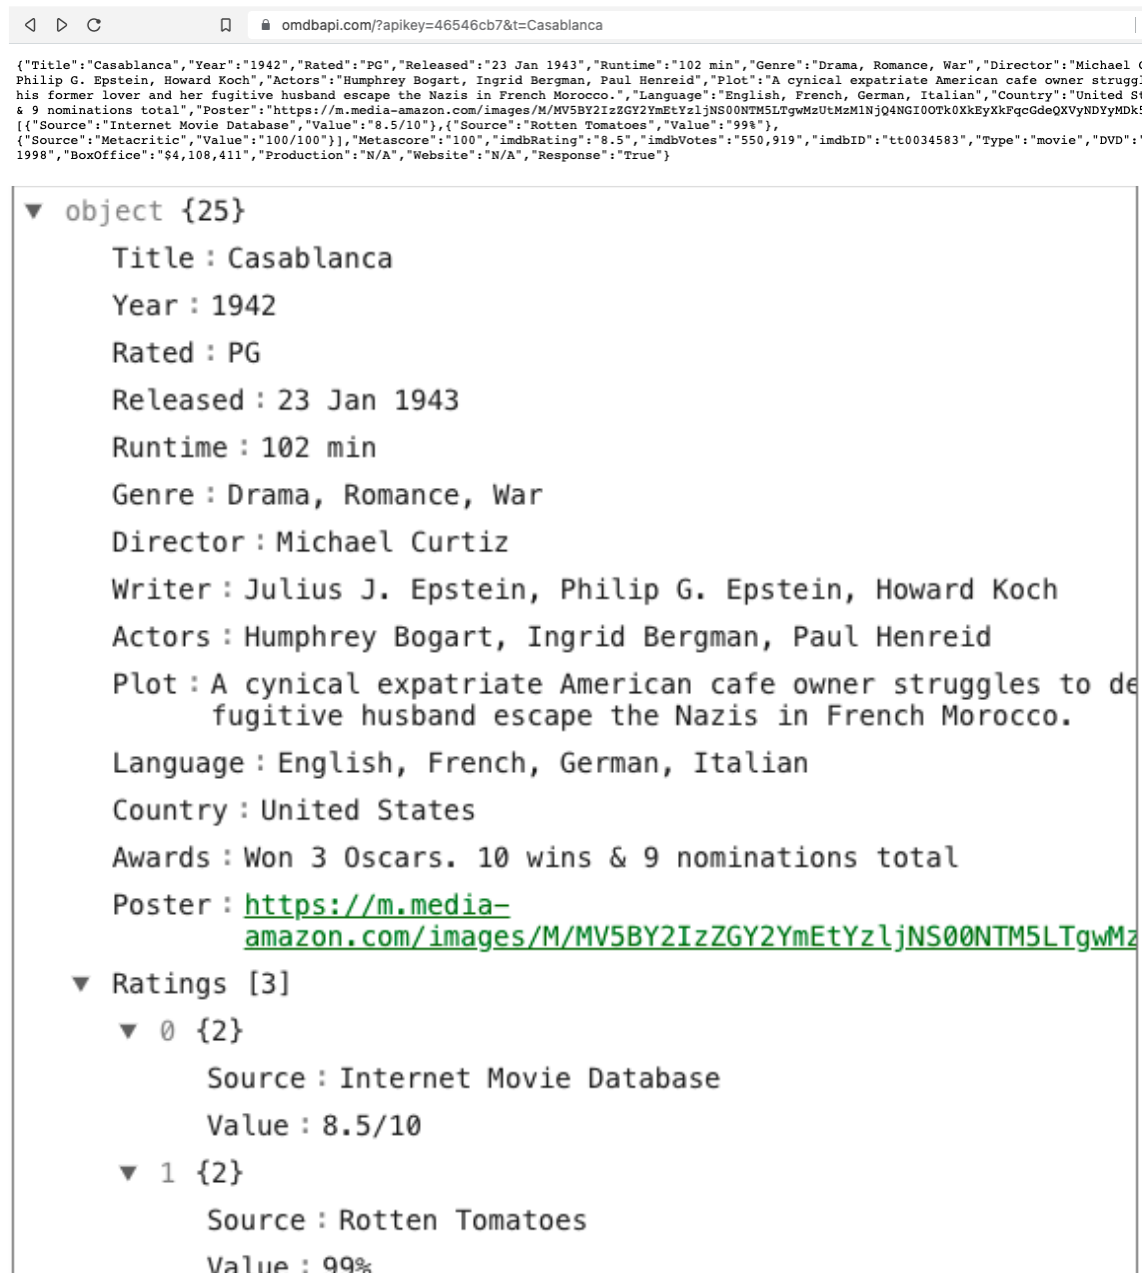 omdbapi.com/?apikey=46546cb7&t=Casablanca
{"Title":"Casablanca","Year":"1942","Rated":"PG","Released":"23 Jan 1943","Runtime":"102 min","Genre":"Drama, Romance, War","Director":"Michael
Philip G. Epstein, Howard Koch","Actors":"Humphrey Bogart, Ingrid Bergman, Paul Henreid","Plot":"A cynical expatriate American cafe owner struggl
his former lover and her fugitive husband escape the Nazis in French Morocco.","Language":"English, French, German, Italian","Country":"United St
& 9 nominations total","Poster":"https://m.media-amazon.com/images/M/
[{"Source":"Internet Movie Database","Value":"8.5/10"},{"Source":"Rotten Tomatoes","Value":"99%"},
{"Source":"Metacritic","Value":"100/100"}],"Metascore":"100","imdbRating":"8.5","imdbVotes":"550,919","imdbID":"tt0034583","Type":"movie","DVD":"
1998","BoxOffice":"$4,108,411","Production":"N/A","Website":"N/A","Response":"True"}
▼ object {25}
Title : Casablanca
Year : 1942
Rated : PG
Released : 23 Jan 1943
Runtime : 102 min
Genre : Drama, Romance, War
Director : Michael Curtiz
Writer : Julius J. Epstein, Philip G. Epstein, Howard Koch
Actors : Humphrey Bogart, Ingrid Bergman, Paul Henreid
Plot : A cynical expatriate American cafe owner struggles to de
fugitive husband escape the Nazis in French Morocco.
Language : English, French, German, Italian
Country : United States
Awards : Won 3 Oscars. 10 wins & 9 nominations total
Poster : https://m.media-
amazon.com/images/M/MV5BY2IzZGY2YmEtYzljNS00NTM5LTgwMz
▼ Ratings [3]
▼ 0 {2}
Source : Internet Movie Database
Value : 8.5/10
▼ 1 {2}
Source : Rotten Tomatoes
Value : 99%